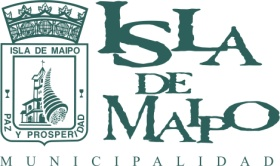 ISLA DE MAIPO
PAZ Y PROSPERIDAD
ISLA
DE
MAIPO
MUNICIPALIDAD